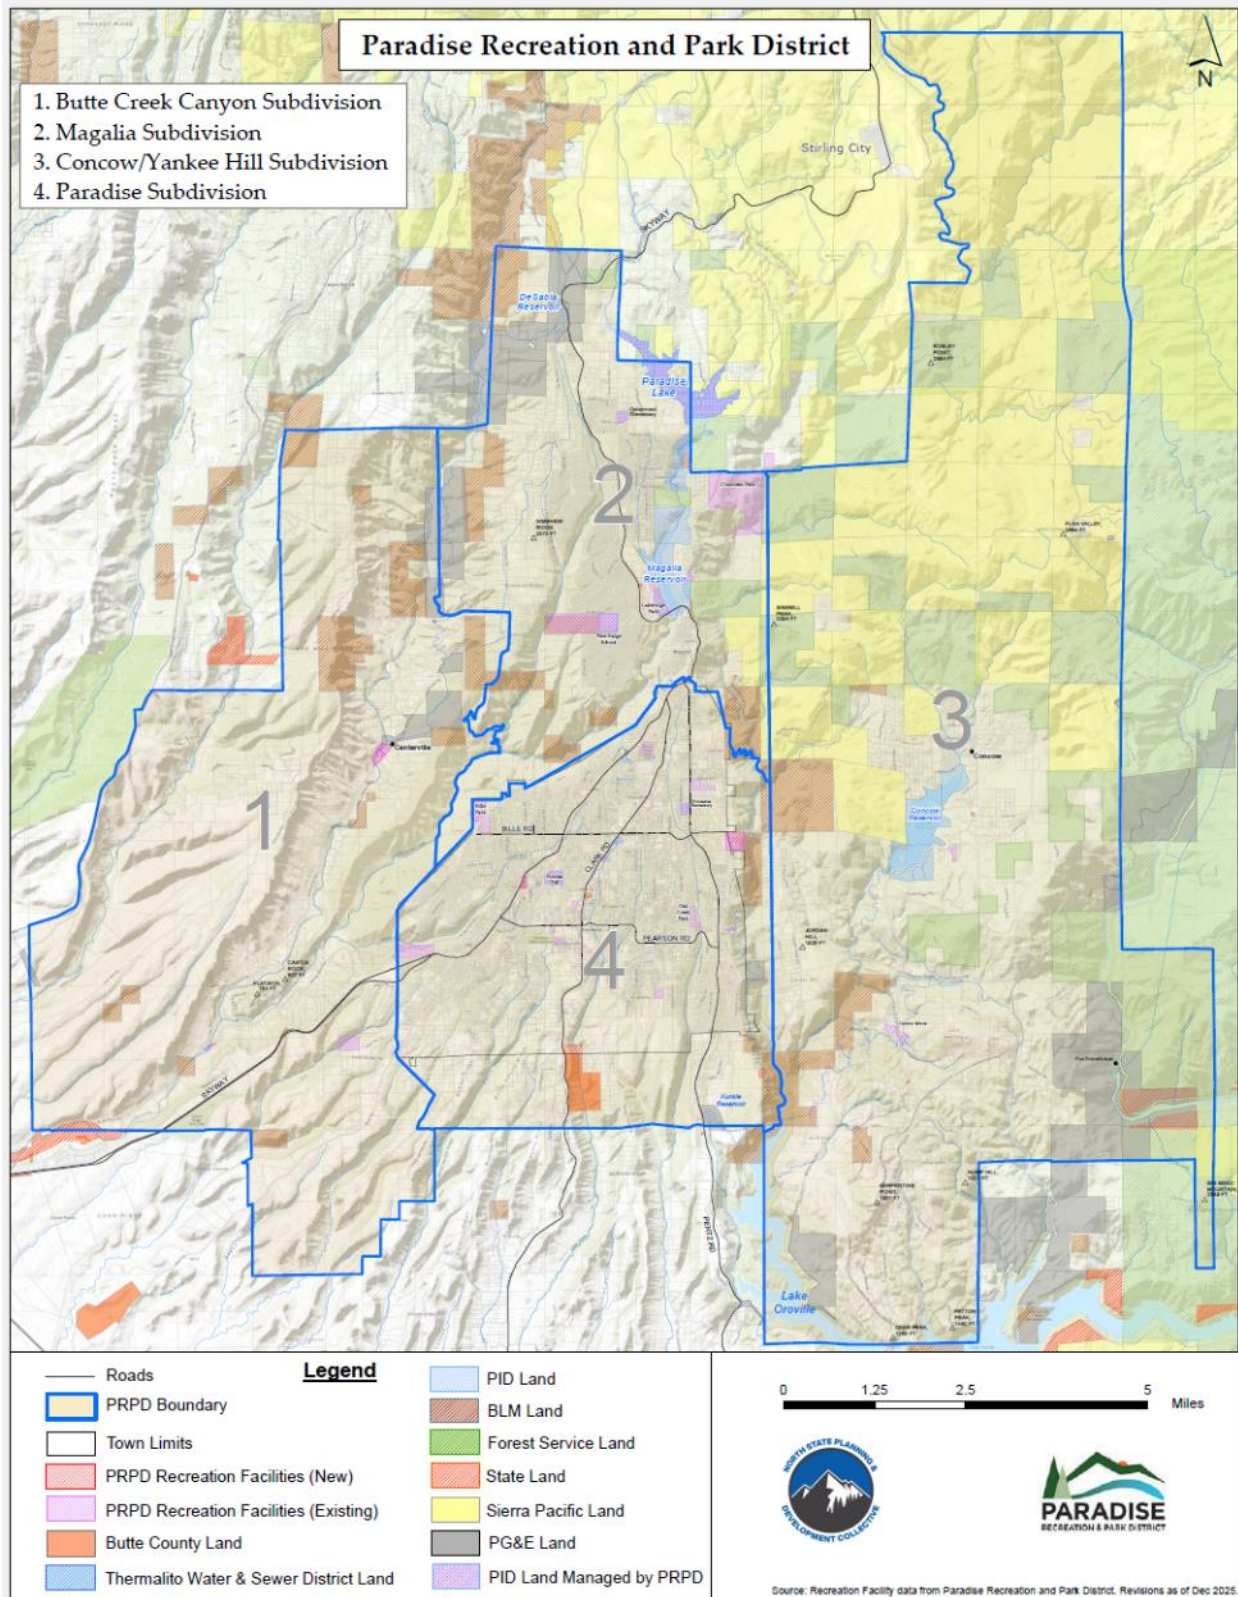 Paradise Recreation and Park District
N
1. Butte Creek Canyon Subdivision
2. Magalia Subdivision
3. Concow/Yankee Hill Subdivision
4. Paradise Subdivision
Stirling City
SKYWAY
DeSabla
Reservoir
Paradise
Lake
2
Magalia
Reservoir
3
Concow
Concow
Reservoir
Centerville
1
BILLE RD
CLARK RD
PEARSON RD
4
JORDAN
HILL
SKYWAY
Kunkle
Reservoir
PENTZ RD
Lake
Oroville
Legend
Roads
PRPD Boundary
Town Limits
PRPD Recreation Facilities (New)
PRPD Recreation Facilities (Existing)
Butte County Land
Thermalito Water & Sewer District Land
PID Land
BLM Land
Forest Service Land
State Land
Sierra Pacific Land
PG&E Land
PID Land Managed by PRPD
0 1.25 2.5 5
Miles
NORTH STATE PLANNING &
DEVELOPMENT COLLECTIVE
PARADISE
RECREATION & PARK DISTRICT
Source: Recreation Facility data from Paradise Recreation and Park District. Revisions as of Dec 2025.